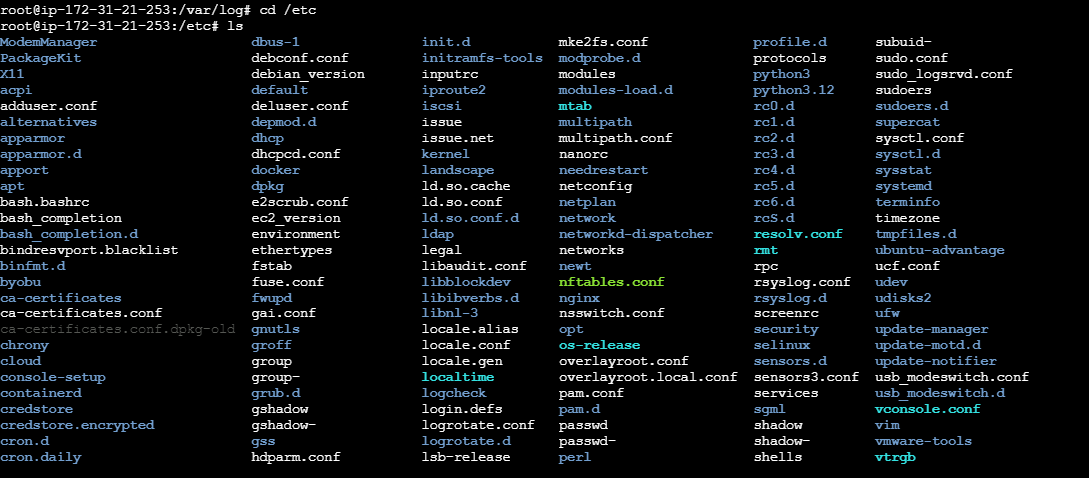 root@ip-172-31-21-253:/var/log# cd /etc
root@ip-172-31-21-253:/etc# ls
ModemManager dbus-1 init.d mke2fs.conf profile.d subuid-
PackageKit debconf.conf initramfs-tools modprobe.d protocols sudo.conf
X11 debian_version inputrc modules python3 sudo_logsrvd.conf
acpi default iproute2 modules-load.d python3.12 sudoers
adduser.conf deluser.conf iscsi mtab rc0.d sudoers.d
alternatives depmod.d issue multipath rc1.d supercat
apparmor dhcp issue.net multipath.conf rc2.d sysctl.conf
apparmor.d dhcpcd.conf kernel nanorc rc3.d sysctl.d
apport docker landscape needrestart rc4.d sysstat
apt dpkg ld.so.cache netconfig rc5.d systemd
bash.bashrc e2scrub.conf ld.so.conf netplan rc6.d terminfo
bash_completion ec2_version ld.so.conf.d network rcS.d timezone
bash_completion.d environment ldap networkd-dispatcher resolv.conf tmpfiles.d
bindresvport.blacklist ethertypes legal networks rmt ubuntu-advantage
binfmt.d fstab libaudit.conf newt rpc ucf.conf
byobu fuse.conf libblockdev nftables.conf rsyslog.conf udev
ca-certificates fwupd libibverbs.d nginx rsyslog.d udisks2
ca-certificates.conf gai.conf libnl-3 nsswitch.conf screenrc ufw
ca-certificates.conf.dpkg-old gnutls locale.alias opt security update-manager
chrony groff locale.conf os-release selinux update-motd.d
cloud group locale.gen overlayroot.conf sensors.d update-notifier
console-setup group- localtime overlayroot.local.conf sensors3.conf usb_modeswitch.conf
containerd grub.d logcheck pam.conf services usb_modeswitch.d
credstore gshadow login.defs pam.d sgml vconsole.conf
credstore.encrypted gshadow- logrotate.conf passwd shadow vim
cron.d gss logrotate.d passwd- shadow- vmware-tools
cron.daily hdparm.conf lsb-release perl shells vtrgb